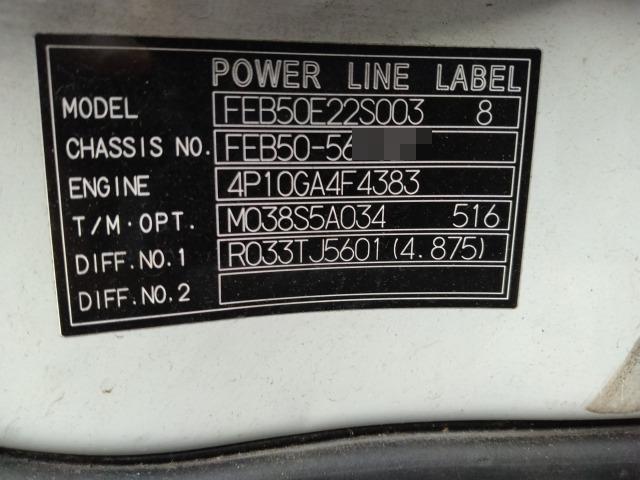 POWER LINE LABEL
MODEL FEB50E22S003 8
CHASSIS NO. FEB50-56
ENGINE 4P10GA4F4383
T/M·OPT. M038S5A034 516
DIFF.NO.1 R033TJ5601(4.875)
DIFF.NO.2